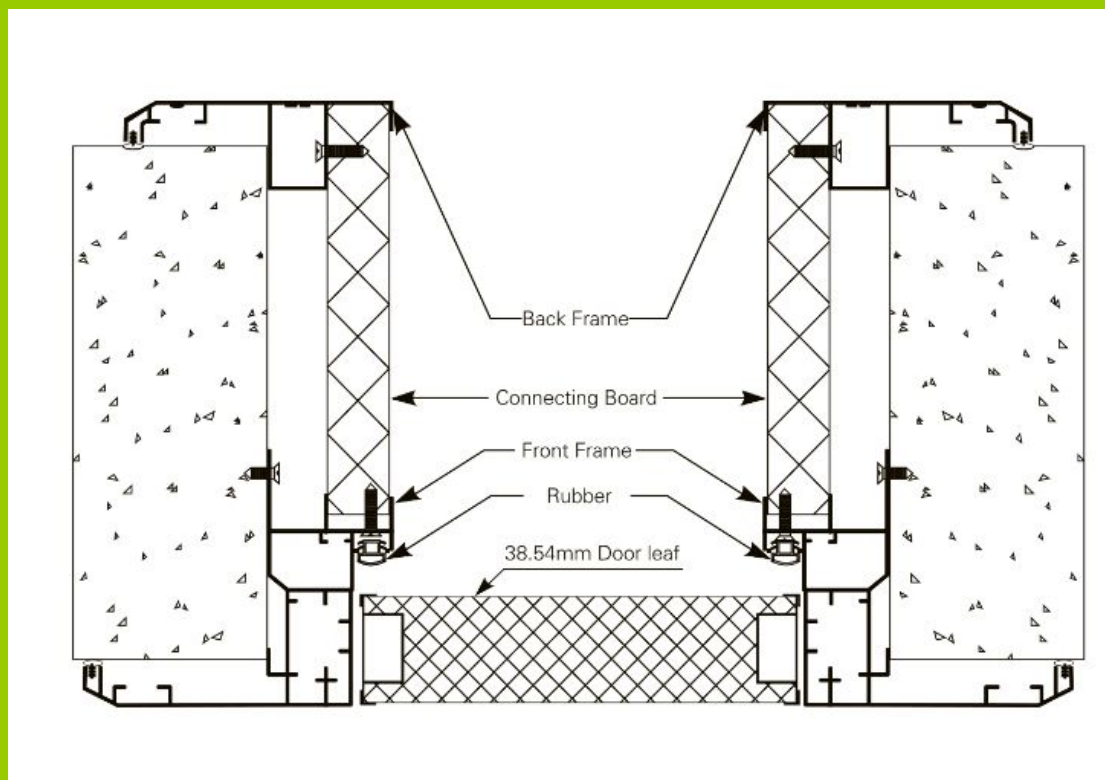 Back Frame
Connecting Board
Front Frame
Rubber
38.54mm Door leaf